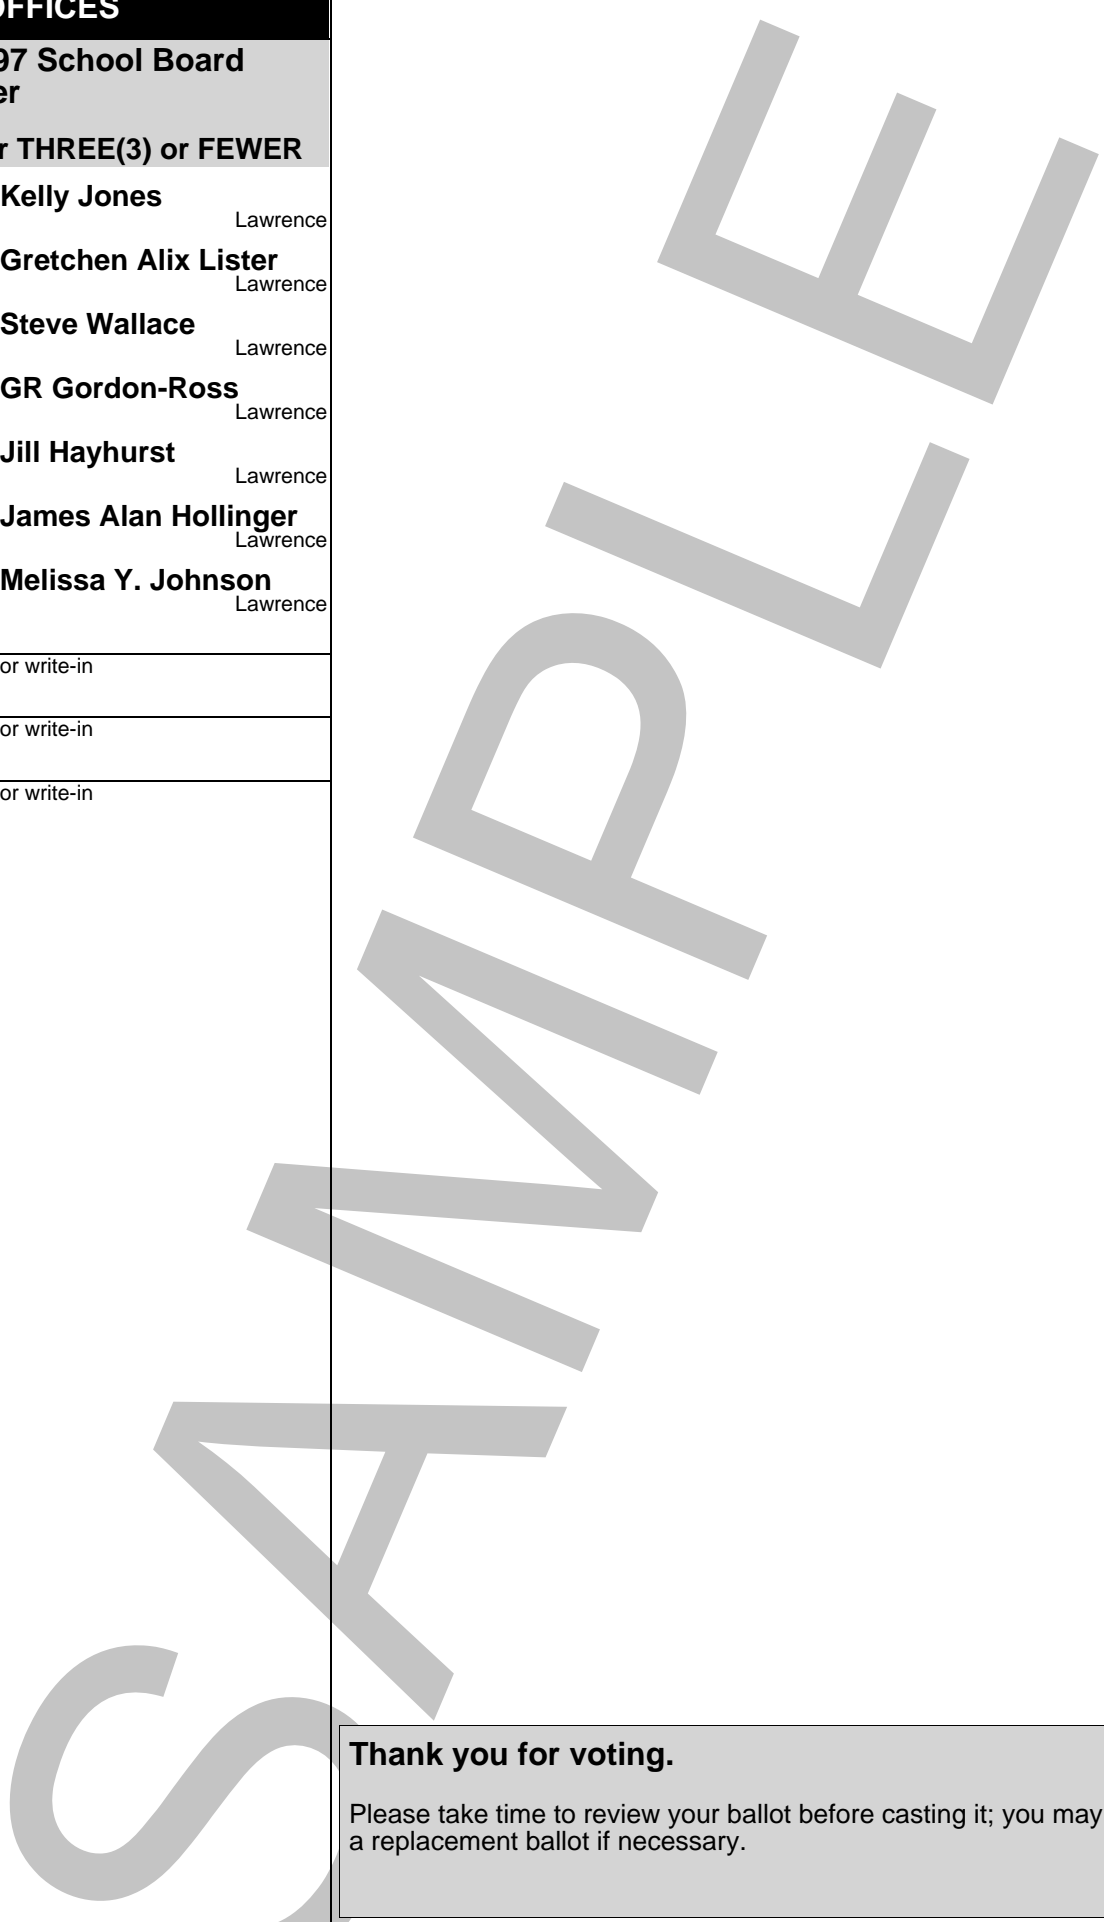 OFFICES
97 School Board
er
r THREE(3) or FEWER
Kelly Jones
Lawrence
Gretchen Alix Lister
Lawrence
Steve Wallace
Lawrence
GR Gordon-Ross
Lawrence
Jill Hayhurst
Lawrence
James Alan Hollinger
Lawrence
Melissa Y. Johnson
Lawrence
or write-in
or write-in
or write-in
SAMPLE
Thank you for voting.
Please take time to review your ballot before casting it; you may
a replacement ballot if necessary.